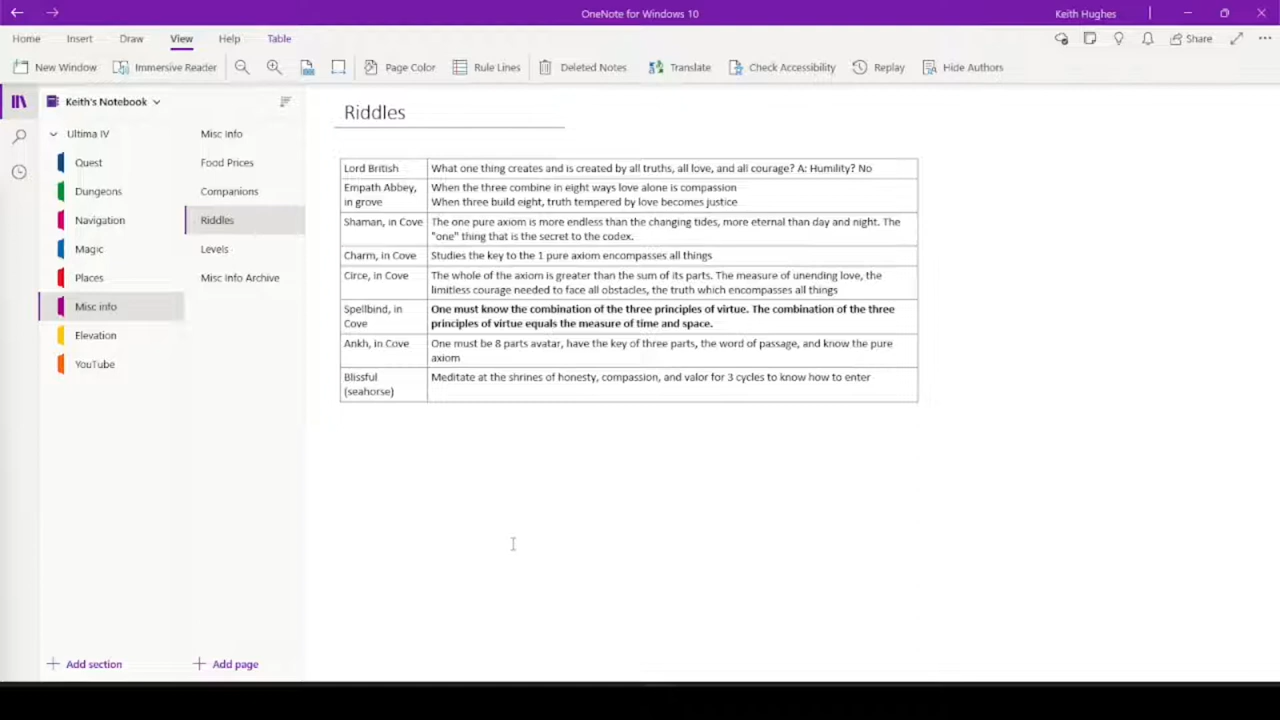 OneNote for Windows 10
Keith Hughes
Home Insert Draw View Help Table
Share
New Window Immersive Reader Page Color Rule Lines Deleted Notes Translate Check Accessibility Replay Hide Authors
Keith's Notebook
Ultima IV
Quest
Dungeons
Navigation
Magic
Places
Misc info
Elevation
YouTube
Add section
Misc Info
Food Prices
Companions
Riddles
Levels
Misc Info Archive
Add page
Riddles
Lord British What one thing creates and is created by all truths, all love, and all courage? A: Humility? No
Empath Abbey, When the three combine in eight ways love alone is compassion
in grove When three build eight, truth tempered by love becomes justice
Shaman, in Cove The one pure axiom is more endless than the changing tides, more eternal than day and night. The
"one" thing that is the secret to the codex.
Charm, in Cove Studies the key to the 1 pure axiom encompasses all things
Circe, in Cove The whole of the axiom is greater than the sum of its parts. The measure of unending love, the
limitless courage needed to face all obstacles, the truth which encompasses all things
Spellbind, in One must know the combination of the three principles of virtue. The combination of the three
Cove principles of virtue equals the measure of time and space.
Ankh, in Cove One must be 8 parts avatar, have the key of three parts, the word of passage, and know the pure
axiom
Blissful Meditate at the shrines of honesty, compassion, and valor for 3 cycles to know how to enter
(seahorse)